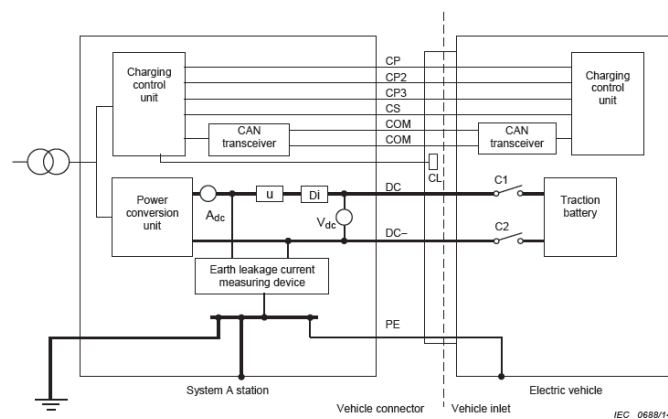 Charging
control
unit
CP
CP2
CP3
CS
COM
COM
CAN
transceiver
CAN
transceiver
Charging
control
unit
CL
Power
conversion
unit
Adc
u
Di
Vdc
DC
DC–
C1
C2
Traction
battery
Earth leakage current
measuring device
PE
System A station
Electric vehicle
Vehicle connector
Vehicle inlet